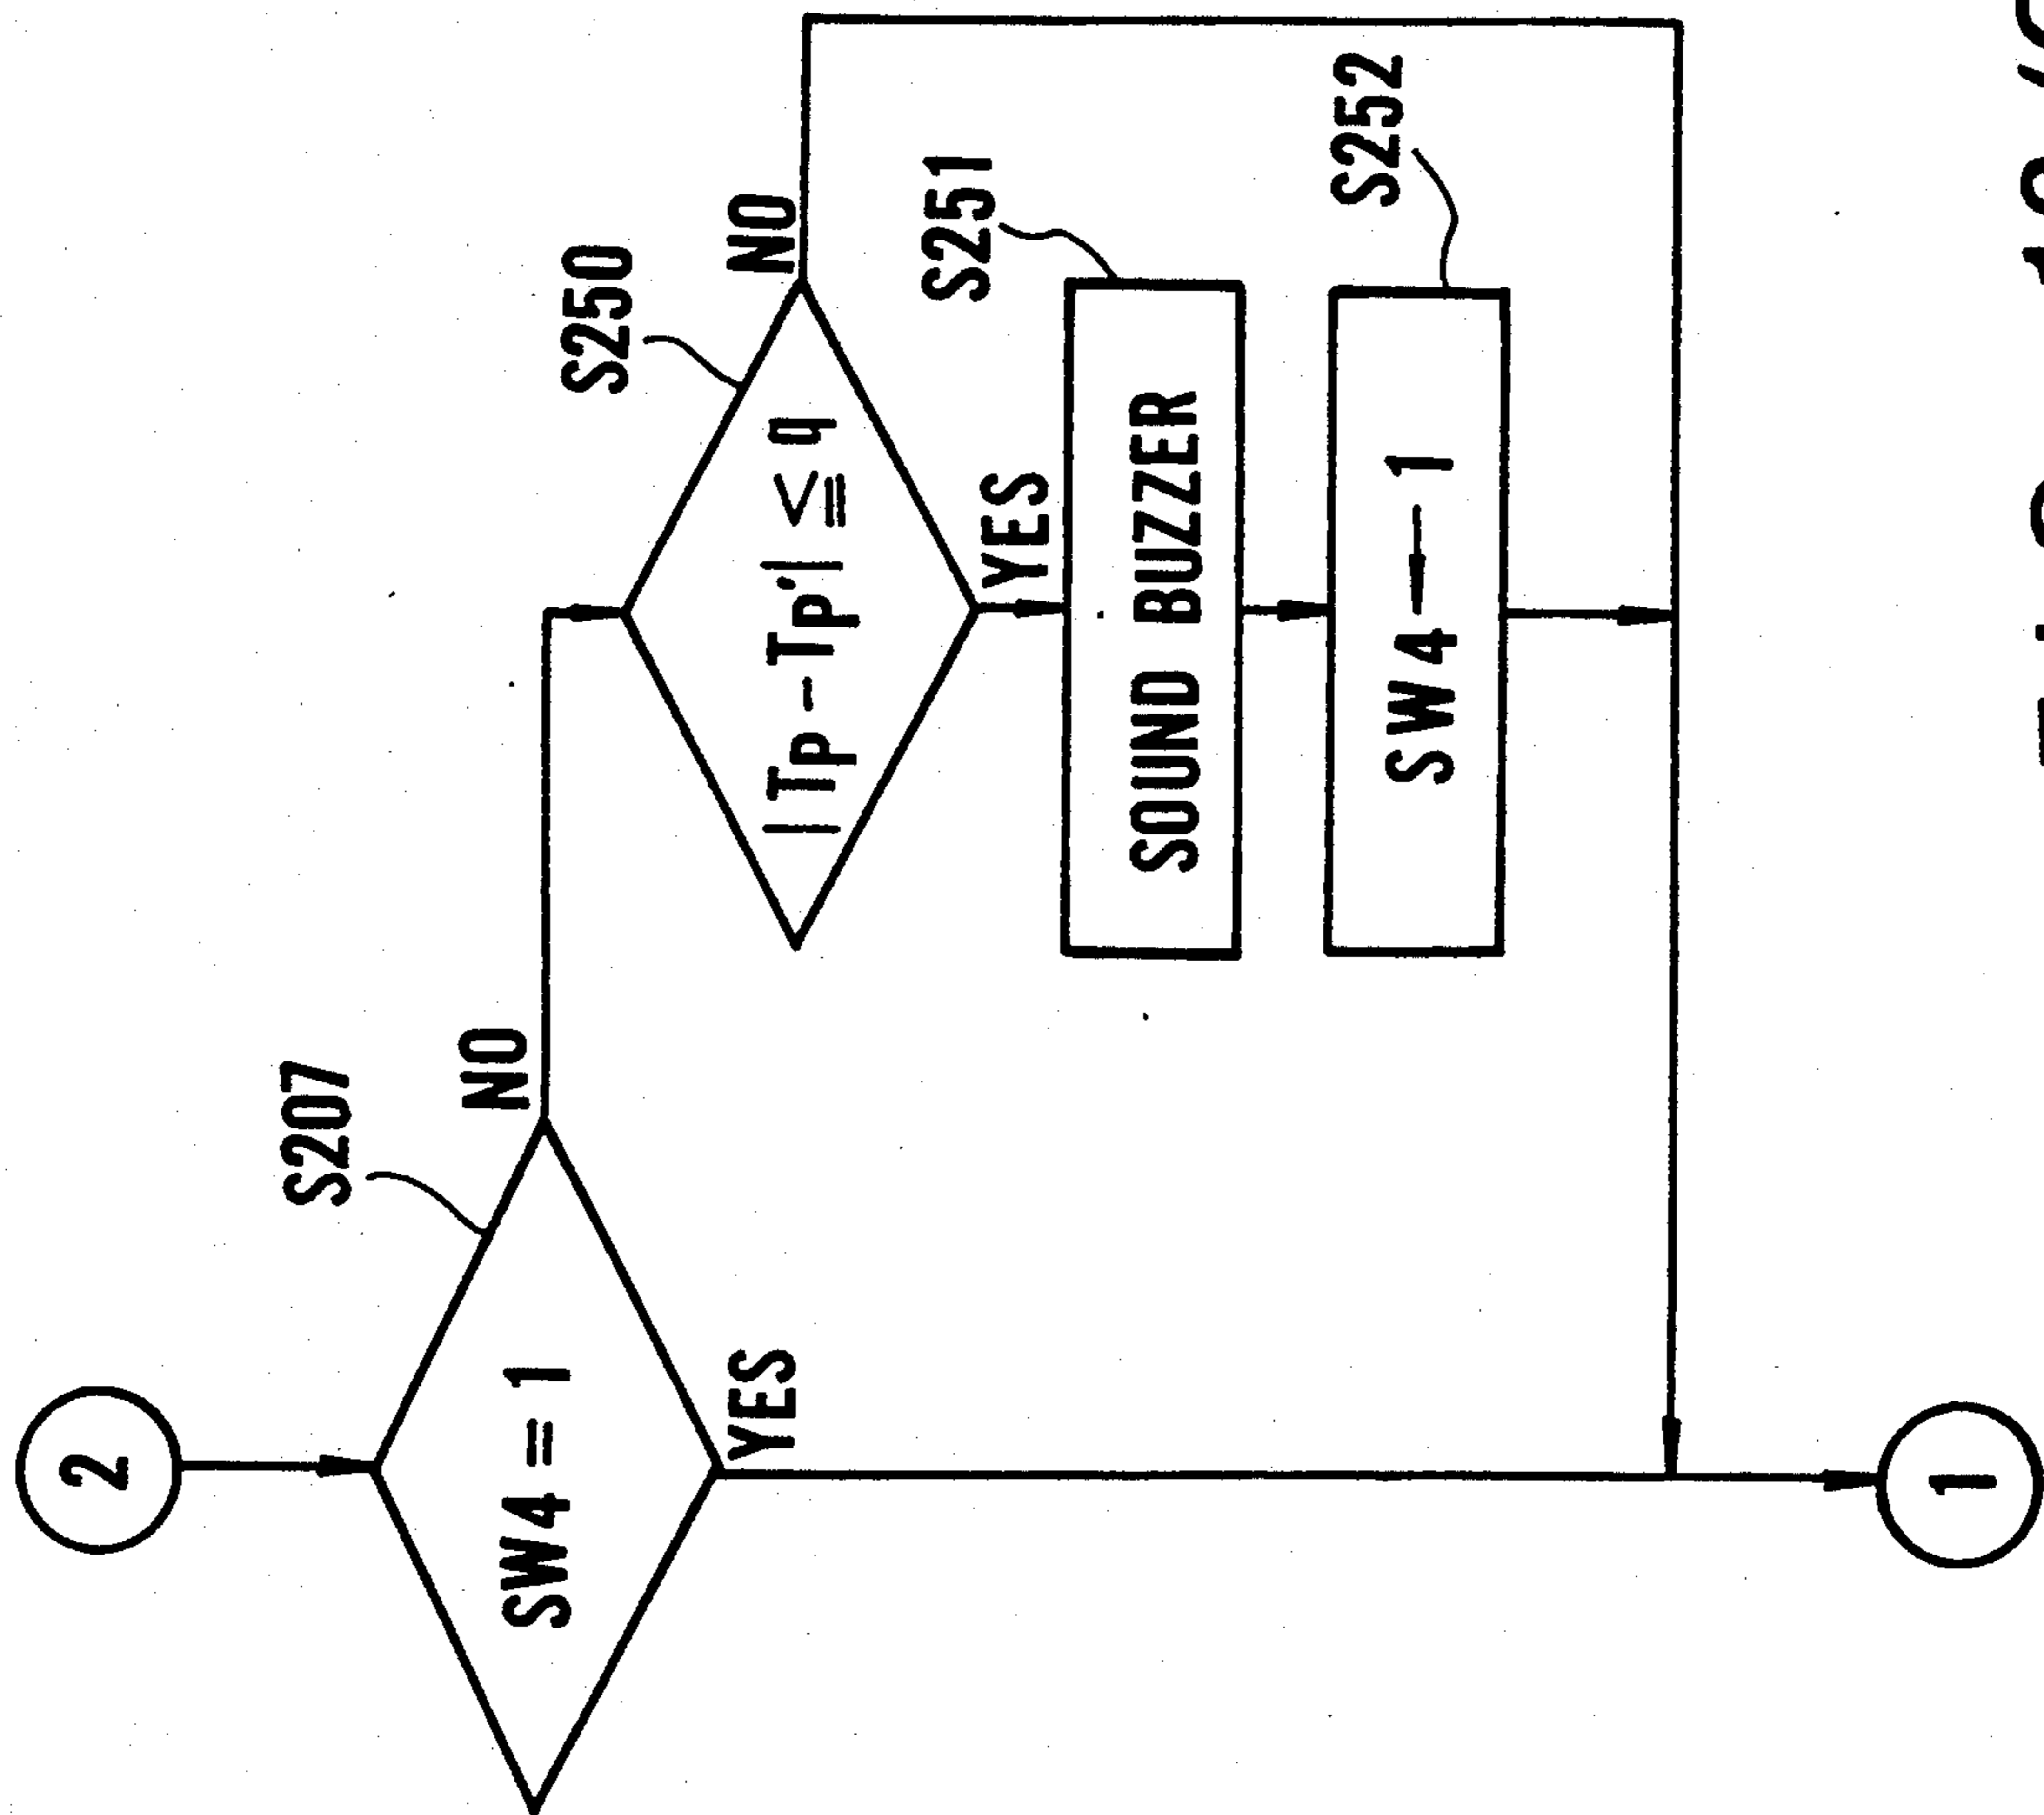 2
S207
SW4 = 1
NO
YES
S250
|Tp-Tp'| ≦ q
NO
YES
S251
SOUND BUZZER
S252
SW4 ← 1
1